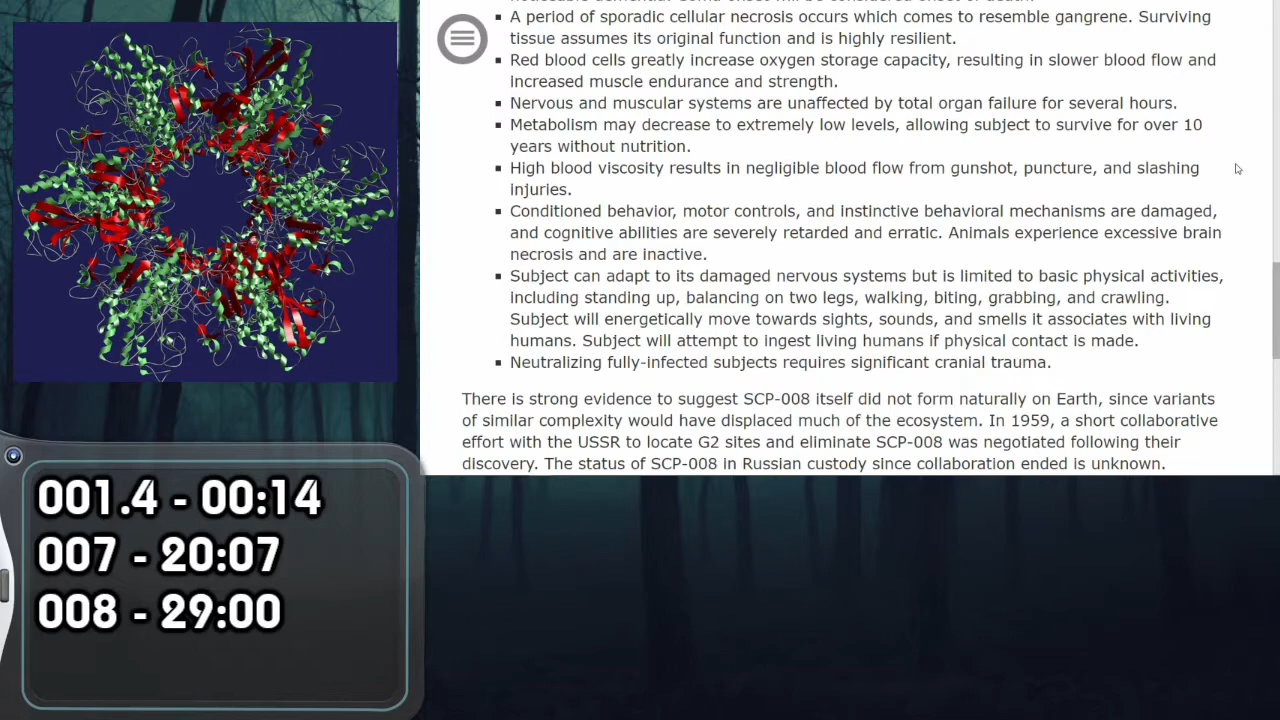 A period of sporadic cellular necrosis occurs which comes to resemble gangrene. Surviving
tissue assumes its original function and is highly resilient.
Red blood cells greatly increase oxygen storage capacity, resulting in slower blood flow and
increased muscle endurance and strength.
Nervous and muscular systems are unaffected by total organ failure for several hours.
Metabolism may decrease to extremely low levels, allowing subject to survive for over 10
years without nutrition.
High blood viscosity results in negligible blood flow from gunshot, puncture, and slashing
injuries.
Conditioned behavior, motor controls, and instinctive behavioral mechanisms are damaged,
and cognitive abilities are severely retarded and erratic. Animals experience excessive brain
necrosis and are inactive.
Subject can adapt to its damaged nervous systems but is limited to basic physical activities,
including standing up, balancing on two legs, walking, biting, grabbing, and crawling.
Subject will energetically move towards sights, sounds, and smells it associates with living
humans. Subject will attempt to ingest living humans if physical contact is made.
Neutralizing fully-infected subjects requires significant cranial trauma.
There is strong evidence to suggest SCP-008 itself did not form naturally on Earth, since variants
of similar complexity would have displaced much of the ecosystem. In 1959, a short collaborative
effort with the USSR to locate G2 sites and eliminate SCP-008 was negotiated following their
discovery. The status of SCP-008 in Russian custody since collaboration ended is unknown.
001.4 - 00:14
007 - 20:07
008 - 29:00